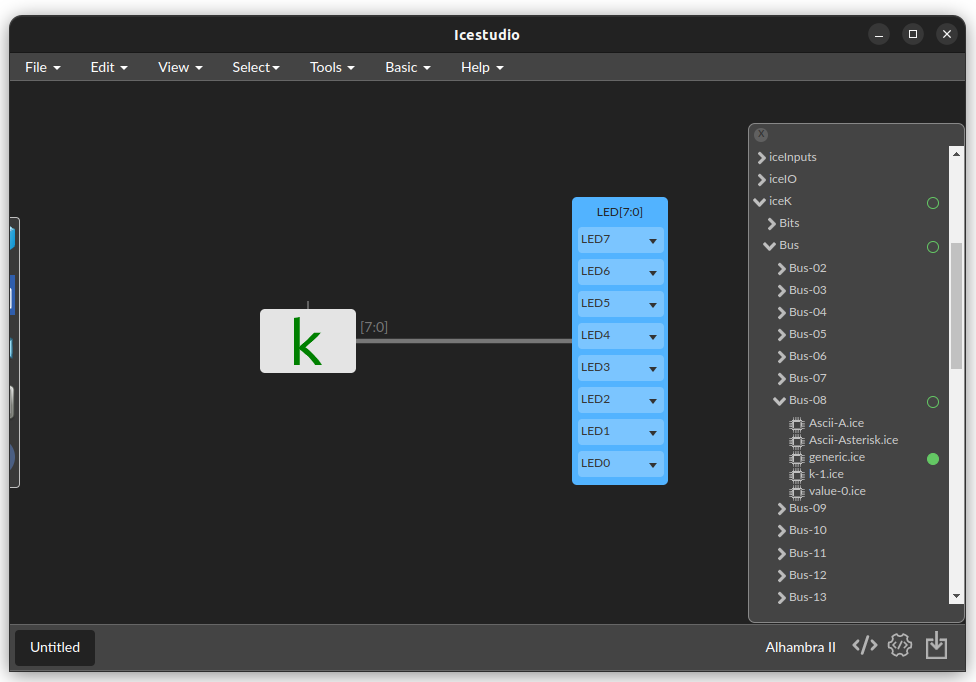 Icestudio
File Edit View Select Tools Basic Help
X
iceInputs
iceIO
iceK
Bits
Bus
Bus-02
Bus-03
Bus-04
Bus-05
Bus-06
Bus-07
Bus-08
Ascii-A.ice
Ascii-Asterisk.ice
generic.ice
k-1.ice
value-0.ice
Bus-09
Bus-10
Bus-11
Bus-12
Bus-13
k
[7:0]
LED[7:0]
LED7
LED6
LED5
LED4
LED3
LED2
LED1
LED0
Untitled
Alhambra II </>